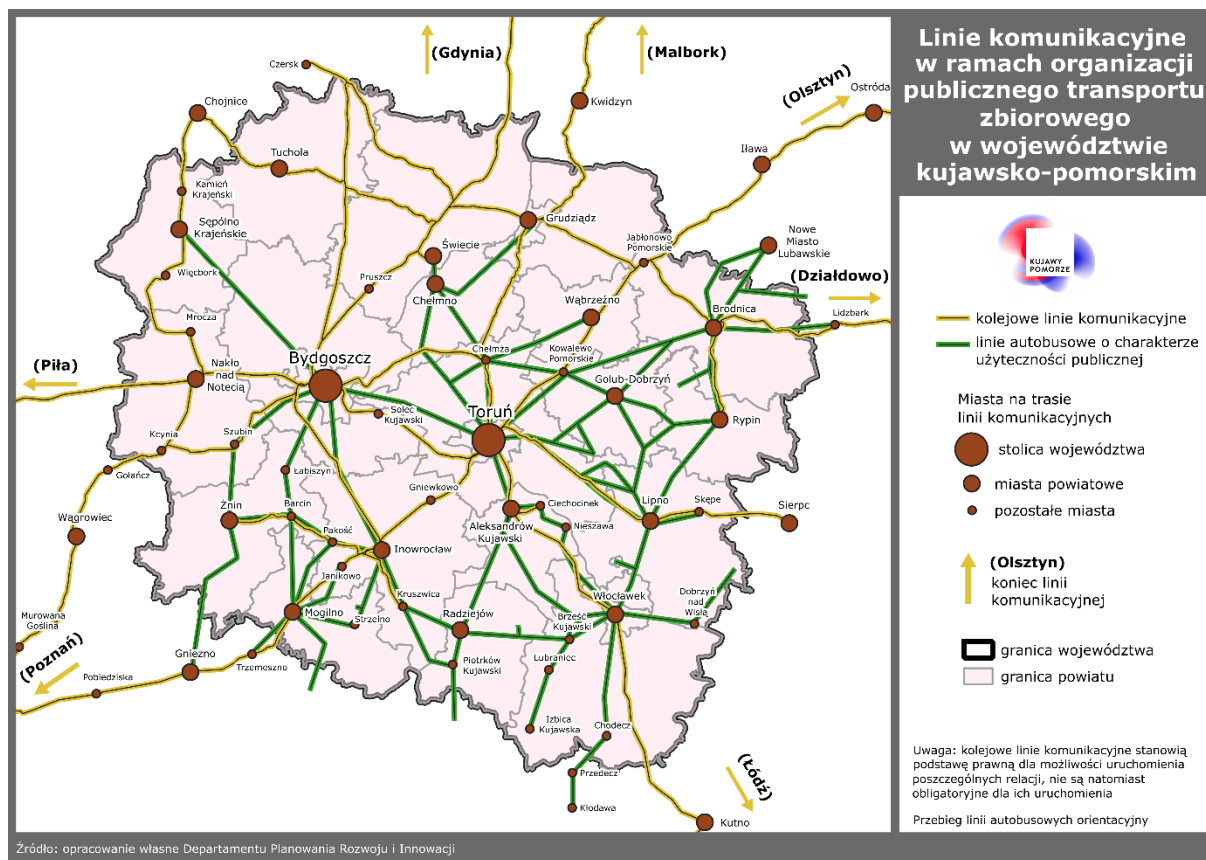 Linie komunikacyjne
w ramach organizacji
publicznego transportu
zbiorowego
w województwie
kujawsko-pomorskim
KUJAWY
POMORZE
kolejowe linie komunikacyjne
linie autobusowe o charakterze
użyteczności publicznej
Miasta na trasie
linii komunikacyjnych
stolica województwa
miasta powiatowe
pozostałe miasta
(Olsztyn)
koniec linii
komunikacyjnej
granica województwa
granica powiatu
Uwaga: kolejowe linie komunikacyjne stanowią
podstawę prawną dla możliwości uruchomienia
poszczególnych relacji, nie są natomiast
obligatoryjne dla ich uruchomienia
Przebieg linii autobusowych orientacyjny
(Gdynia)
(Malbork)
(Olsztyn)
Czersk
Ostróda
Chojnice
Kwidzyn
Tuchola
Iława
Kamień
Krajeński
Sępólno
Krajeńskie
Grudziądz
Świecie
Jabłonowo
Pomorskie
Nowe
Miasto
Lubawskie
(Działdowo)
Więcbork
Pruszcz
Chełmno
Wąbrzeźno
Brodnica
Lidzbark
Mrocza
Bydgoszcz
Chełmża
Kowalewo
Pomorskie
(Piła)
Nakło
nad
Notecią
Golub-Dobrzyń
Solec
Kujawski
Toruń
Rypin
Kcynia
Szubin
Gołańcz
Łabiszyn
Gniewkowo
Ciechocinek
Lipno
Skępe
Sierpc
Wągrowiec
Żnin
Barcin
Pakość
Aleksandrów
Kujawski
Nieszawa
Inowrocław
Janikowo
Murowana
Goślina
Mogilno
Strzelno
Kruszwica
Radziejów
Brześć
Kujawski
Włocławek
Dobrzyń
nad
Wisłą
(Poznań)
Gniezno
Trzemeszno
Piotrków
Kujawski
Lubraniec
Pobiedziska
Izbica
Kujawska
Chodecz
Przedecz
Kłodawa
(Łódź)
Kutno
Źródło: opracowanie własne Departamentu Planowania Rozwoju i Innowacji